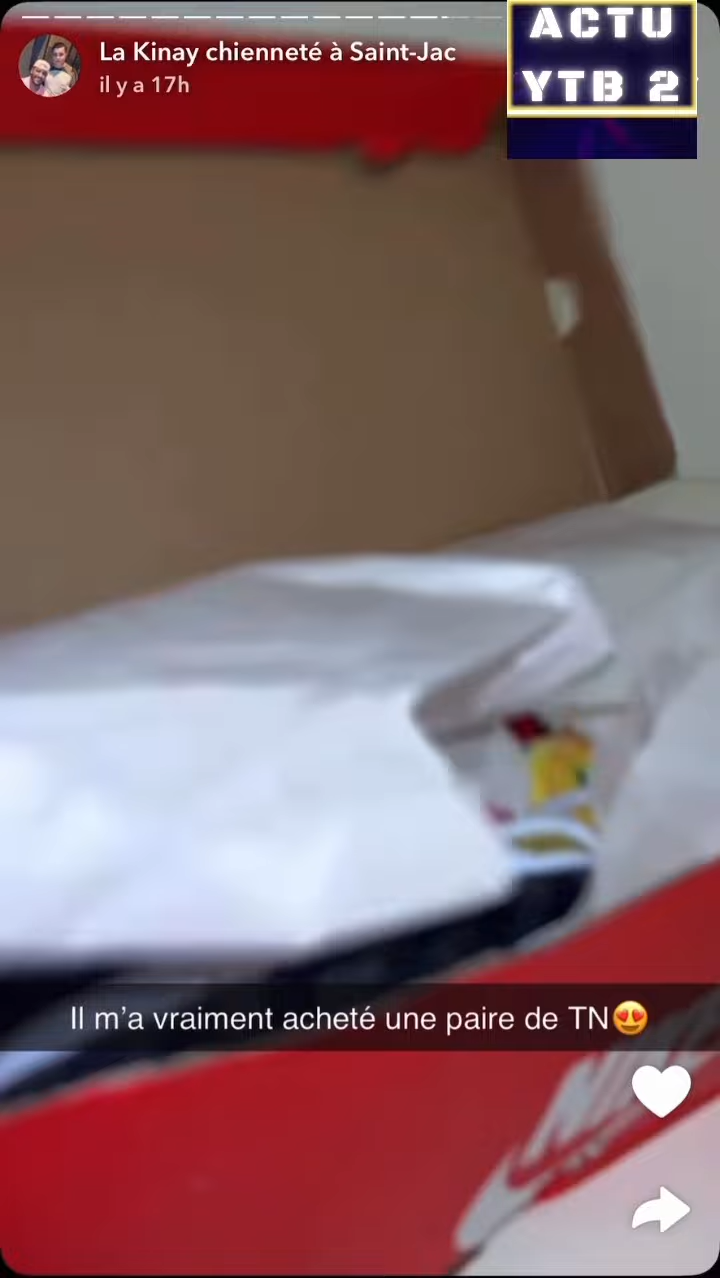 La Kinay chienneté à Saint-Jac
il y a 17h
ACTU
YTB 2
Il m'a vraiment acheté une paire de TN😍